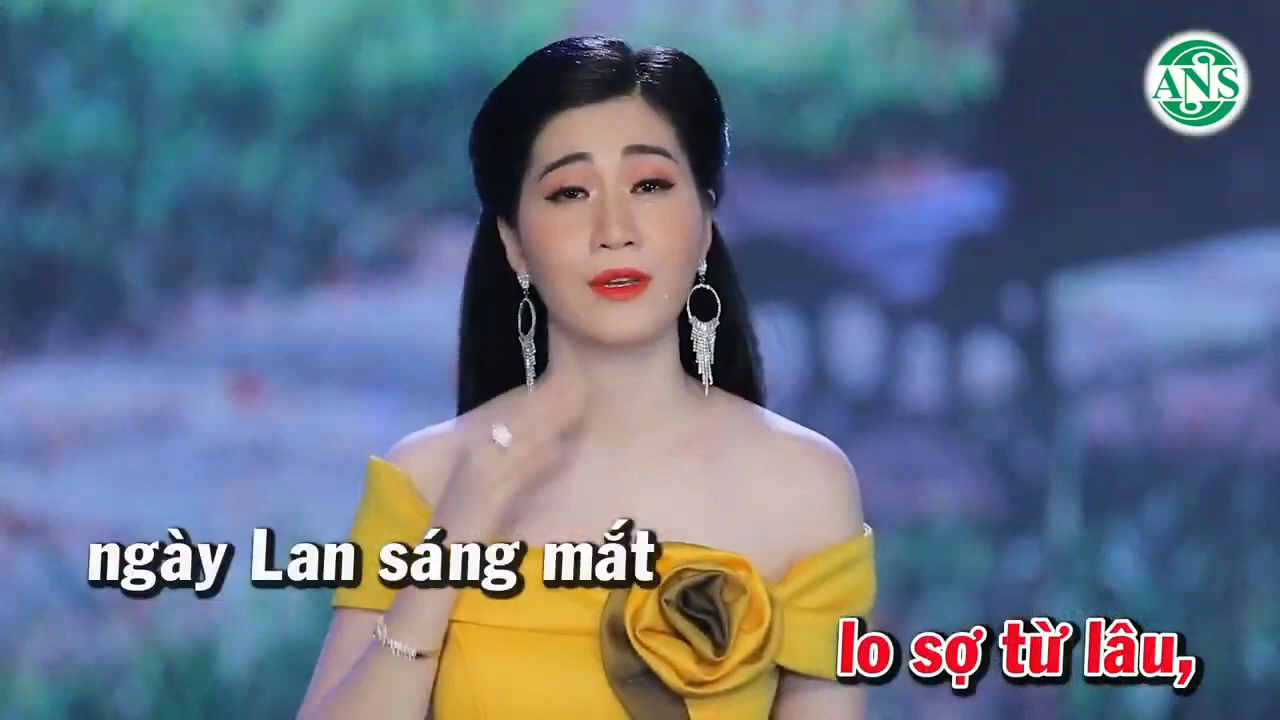 ANS
ngày Lan sáng mắt
lo sợ từ lâu,